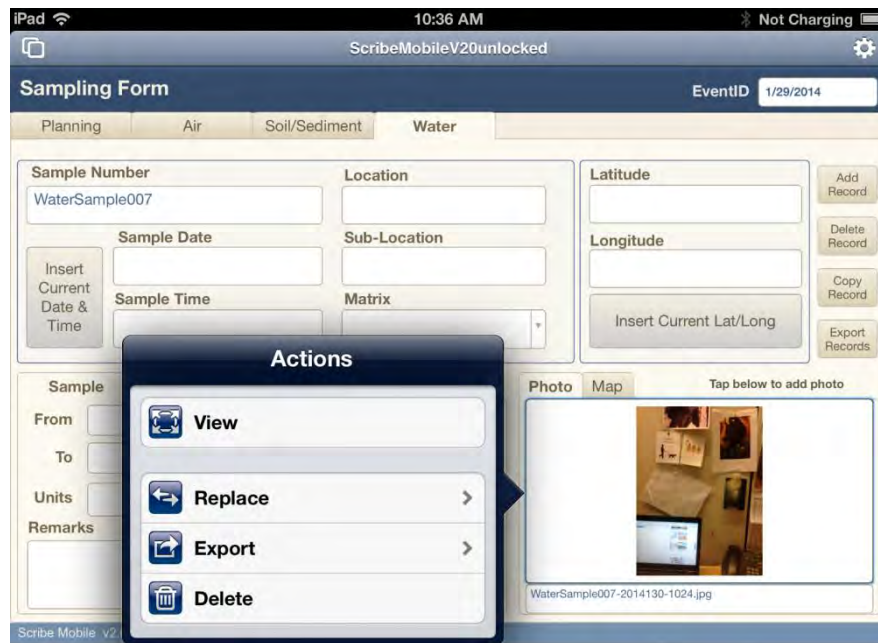 iPad 10:36 AM Not Charging
ScribeMobileV20unlocked
Sampling Form EventID 1/29/2014
Planning Air Soil/Sediment Water
Sample Number
WaterSample007
Location
Latitude
Add Record
Sample Date
Sub-Location
Longitude
Delete Record
Insert Current Date & Time
Sample Time
Matrix
Insert Current Lat/Long
Copy Record
Export Records
Actions
View
Replace
Export
Delete
Sample
From
To
Units
Remarks
Photo Map Tap below to add photo
WaterSample007-2014130-1024.jpg
Scribe Mobile